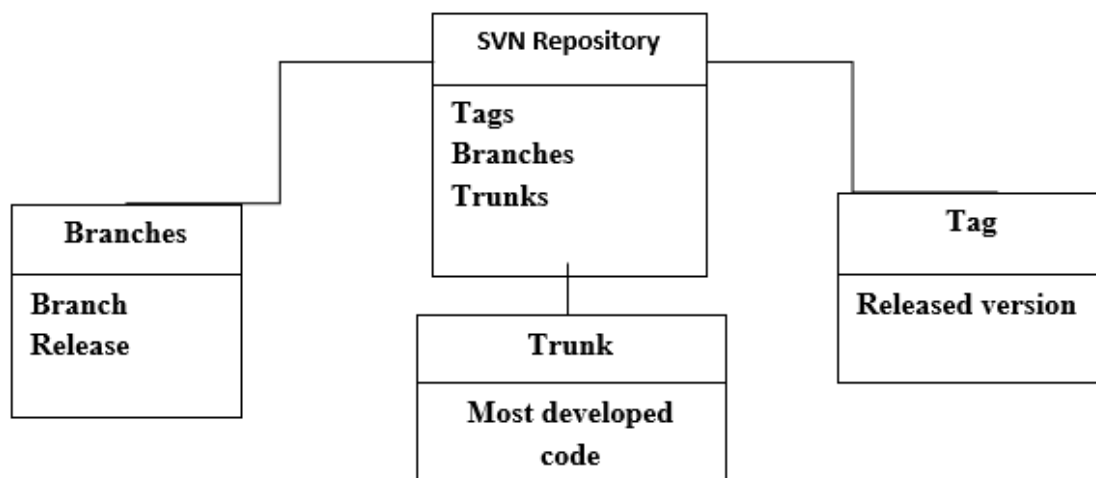 SVN Repository
Tags
Branches
Trunks
Branches
Branch
Release
Trunk
Most developed
code
Tag
Released version